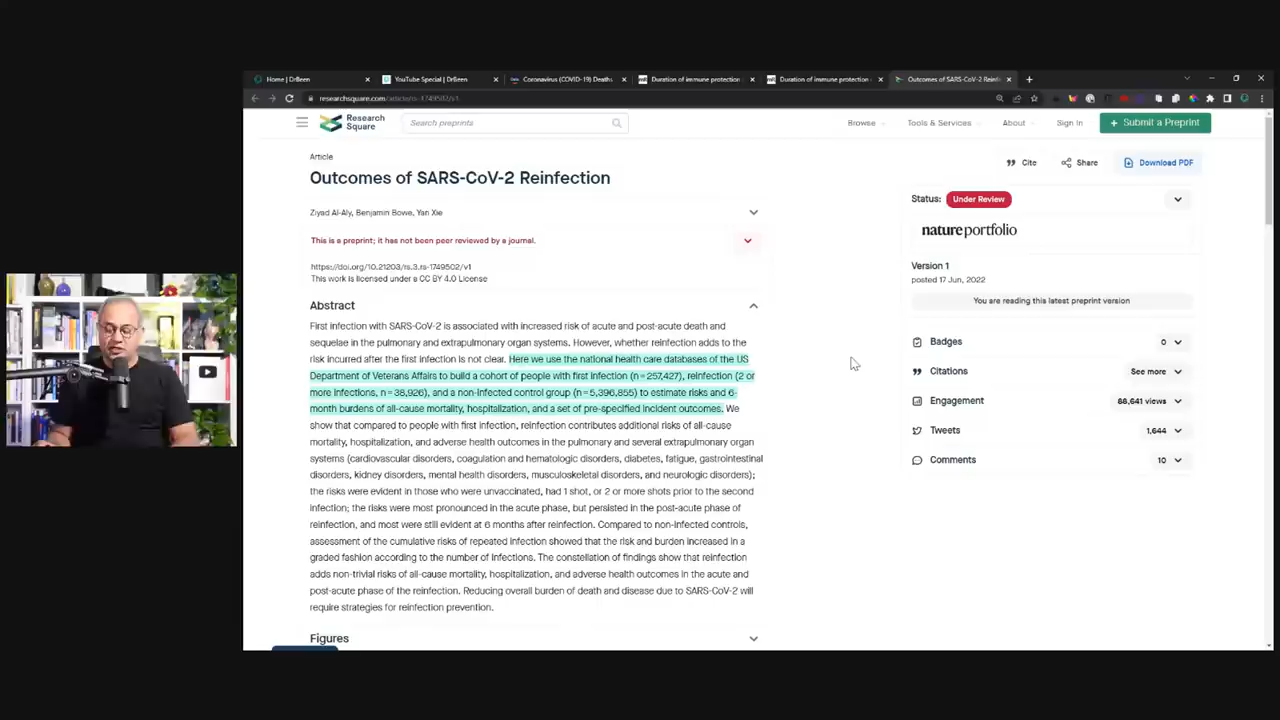 Home | DrBeen
YouTube Special | DrBeen
Coronavirus (COVID-19) Deaths
Duration of immune protection
Duration of immune protection
Outcomes of SARS-CoV-2 Reinf
researchsquare.com/article/rs-1749502/v1
Research Square
Search preprints
Browse
Tools & Services
About
Sign In
+ Submit a Preprint
Article
Cite
Share
Download PDF
Outcomes of SARS-CoV-2 Reinfection
Ziyad Al-Aly, Benjamin Bowe, Yan Xie
This is a preprint; it has not been peer reviewed by a journal.
https://doi.org/10.21203/rs.3.rs-1749502/v1
This work is licensed under a CC BY 4.0 License
Abstract
First infection with SARS-CoV-2 is associated with increased risk of acute and post-acute death and
sequelae in the pulmonary and extrapulmonary organ systems. However, whether reinfection adds to the
risk incurred after the first infection is not clear. Here we use the national health care databases of the US
Department of Veterans Affairs to build a cohort of people with first infection (n = 257,427), reinfection (2 or
more infections, n = 38,926), and a non-infected control group (n = 5,396,855) to estimate risks and 6-
month burdens of all-cause mortality, hospitalization, and a set of pre-specified incident outcomes. We
show that compared to people with first infection, reinfection contributes additional risks of all-cause
mortality, hospitalization, and adverse health outcomes in the pulmonary and several extrapulmonary organ
systems (cardiovascular disorders, coagulation and hematologic disorders, diabetes, fatigue, gastrointestinal
disorders, kidney disorders, mental health disorders, musculoskeletal disorders, and neurologic disorders);
the risks were evident in those who were unvaccinated, had 1 shot, or 2 or more shots prior to the second
infection; the risks were most pronounced in the acute phase, but persisted in the post-acute phase of
reinfection, and most were still evident at 6 months after reinfection. Compared to non-infected controls,
assessment of the cumulative risks of repeated infection showed that the risk and burden increased in a
graded fashion according to the number of infections. The constellation of findings show that reinfection
adds non-trivial risks of all-cause mortality, hospitalization, and adverse health outcomes in the acute and
post-acute phase of the reinfection. Reducing overall burden of death and disease due to SARS-CoV-2 will
require strategies for reinfection prevention.
Figures
Status: Under Review
nature portfolio
Version 1
posted 17 Jun, 2022
You are reading this latest preprint version
Badges 0
Citations See more
Engagement 88,641 views
Tweets 1,644
Comments 10